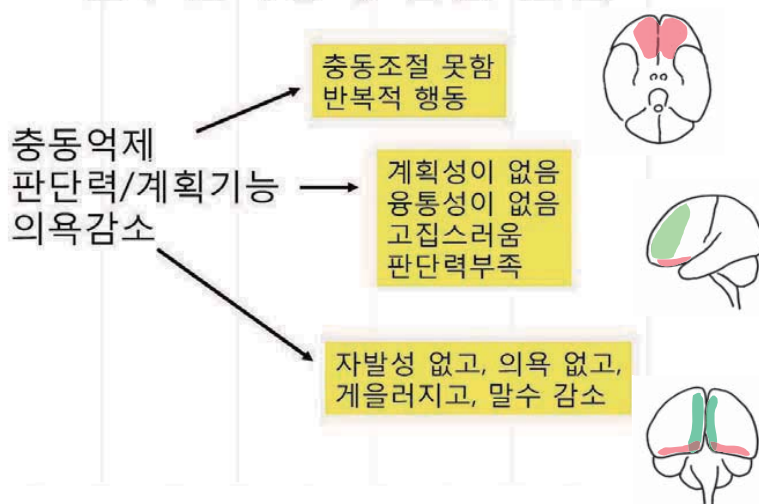 충동억제
판단력/계획기능
의욕감소
충동조절 못함
반복적 행동
계획성이 없음
융통성이 없음
고집스러움
판단력부족
자발성 없고, 의욕 없고,
게을러지고, 말수 감소